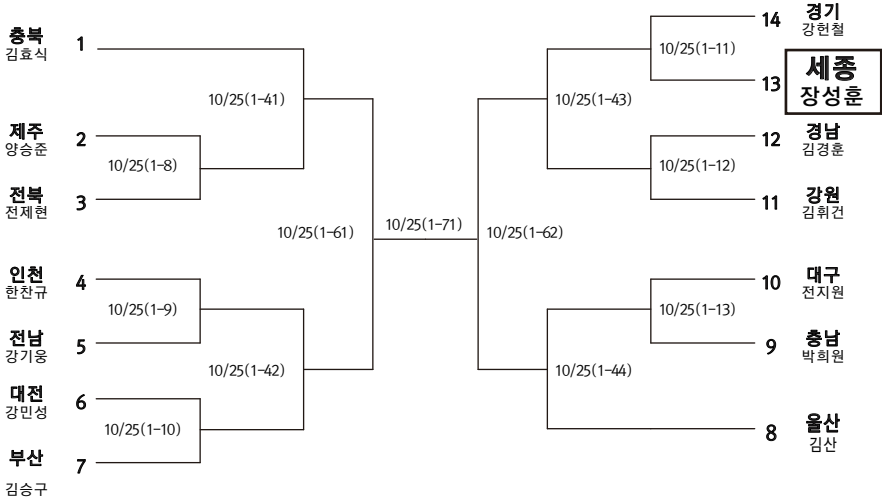 충북
김효식
1
10/25(1-41)
제주
양승준
2
10/25(1-8)
전북
전제현
3
10/25(1-61)
인천
한찬규
4
10/25(1-9)
전남
강기웅
5
10/25(1-42)
대전
강민성
6
10/25(1-10)
부산
김승구
7
10/25(1-71)
14
경기
강헌철
10/25(1-11)
13
세종
장성훈
10/25(1-43)
12
경남
김경훈
10/25(1-12)
11
강원
김휘건
10/25(1-62)
10
대구
전지원
10/25(1-13)
9
충남
박희원
10/25(1-44)
8
울산
김산